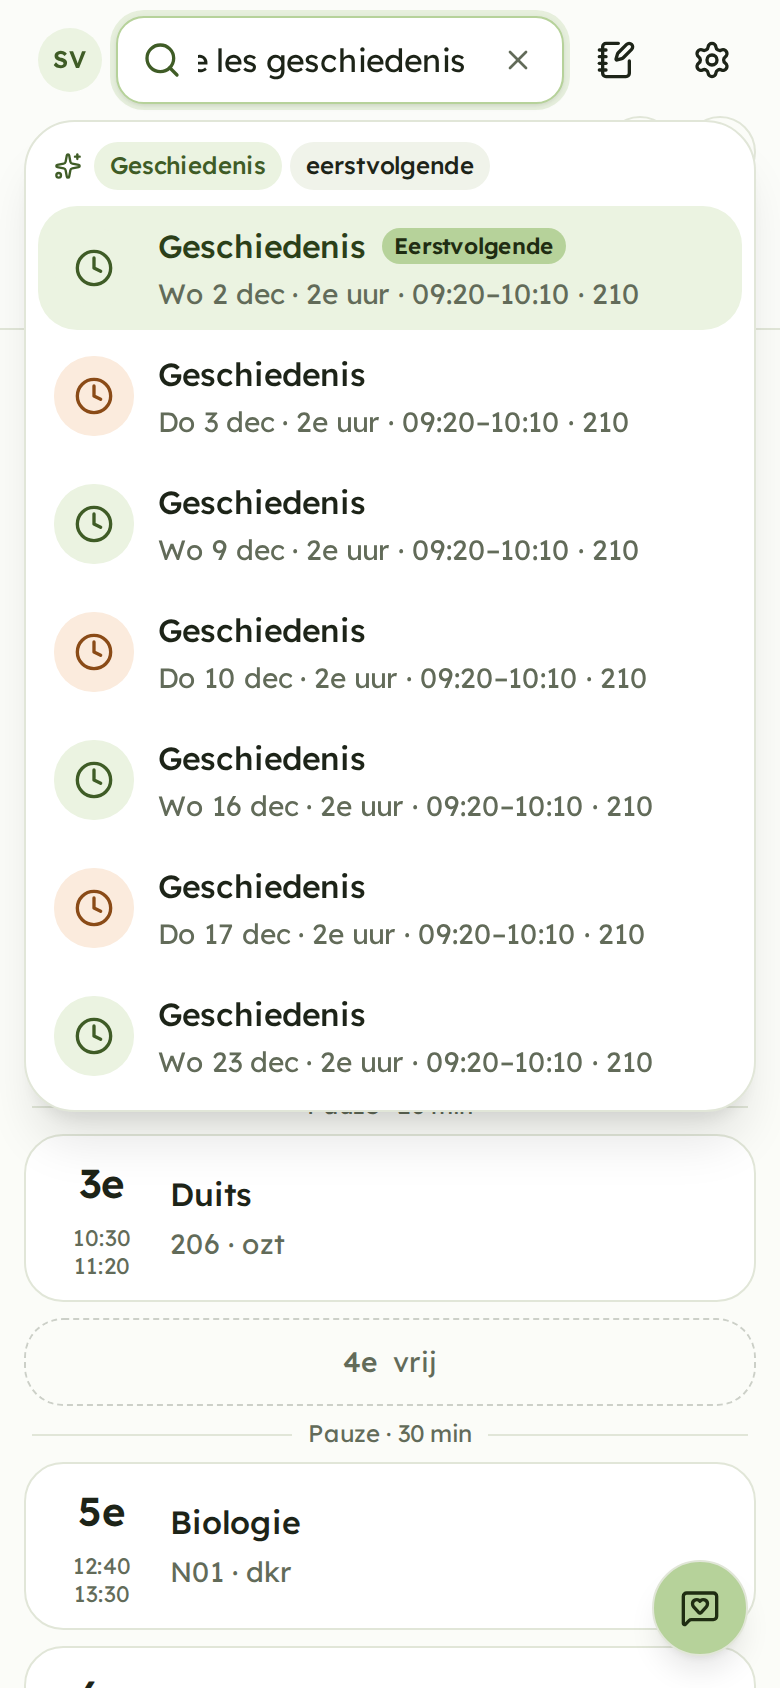 SV
les geschiedenis
Geschiedenis eerstvolgende
Geschiedenis Eerstvolgende
Wo 2 dec · 2e uur · 09:20–10:10 · 210
Geschiedenis
Do 3 dec · 2e uur · 09:20–10:10 · 210
Geschiedenis
Wo 9 dec · 2e uur · 09:20–10:10 · 210
Geschiedenis
Do 10 dec · 2e uur · 09:20–10:10 · 210
Geschiedenis
Wo 16 dec · 2e uur · 09:20–10:10 · 210
Geschiedenis
Do 17 dec · 2e uur · 09:20–10:10 · 210
Geschiedenis
Wo 23 dec · 2e uur · 09:20–10:10 · 210
3e
Duits
10:30
206 · ozt
11:20
4e vrij
Pauze · 30 min
5e
Biologie
12:40
N01 · dkr
13:30